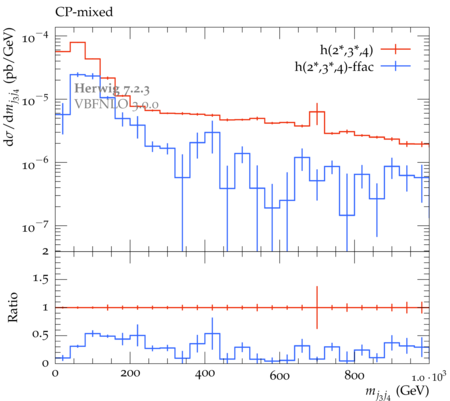 CP-mixed
h(2*,3*,4)
h(2*,3*,4)-ffac
Herwig 7.2.3
VBFNLO 3.0.0
dσ/dm_{j₃j₄} (pb/GeV)
10⁻⁴
10⁻⁵
10⁻⁶
10⁻⁷
Ratio
2
1.5
1
0.5
0
0 200 400 600 800 1.0 · 10³
m_{j₃j₄} (GeV)